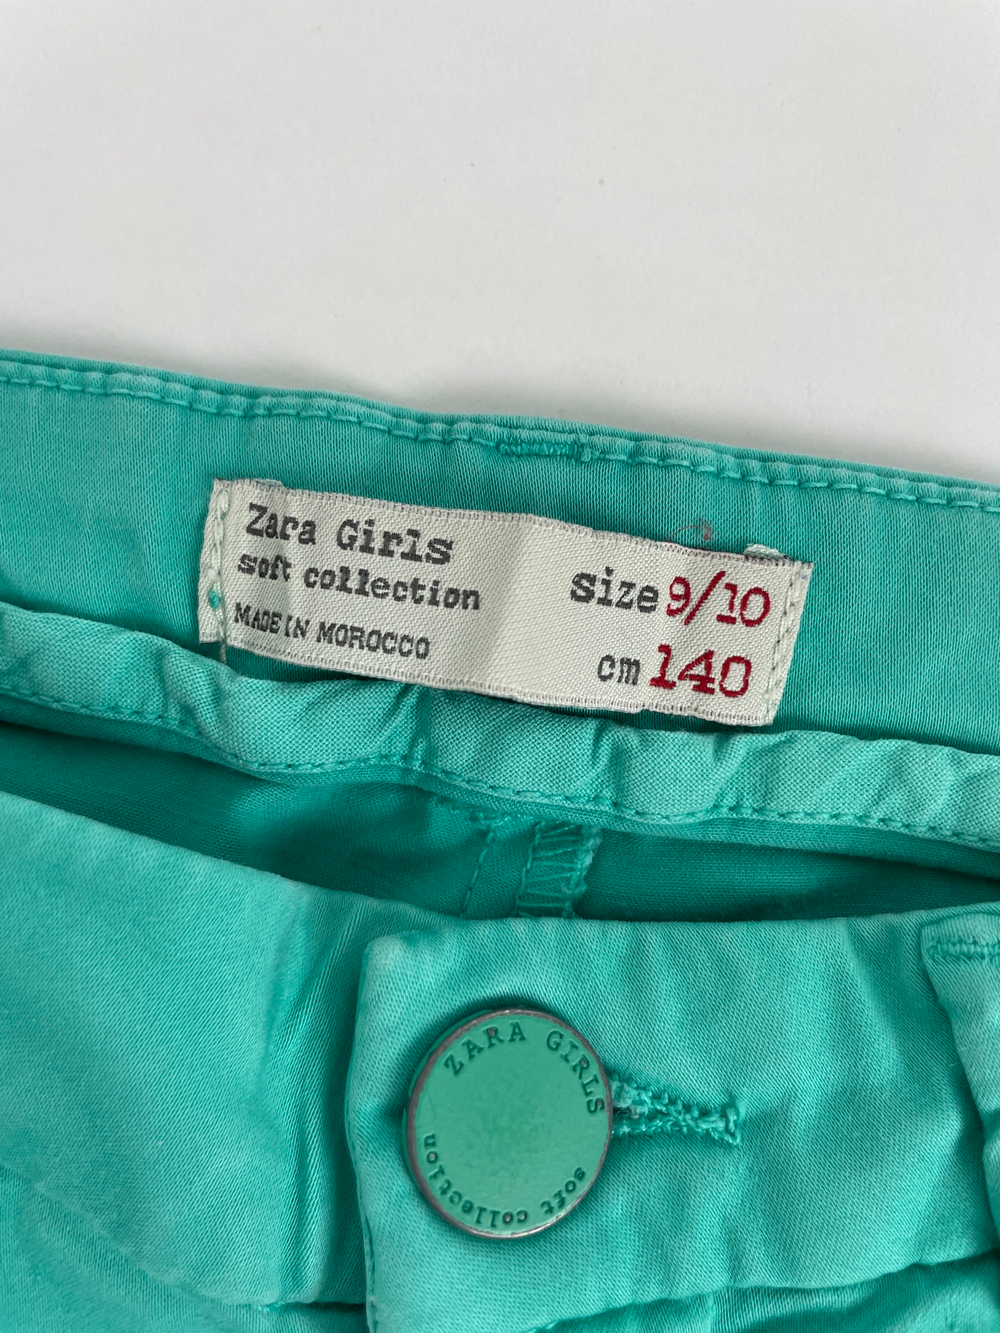 Zara Girls
soft collection
MADE IN MOROCCO
size 9/10
cm 140
ZARA GIRLS
soft collection